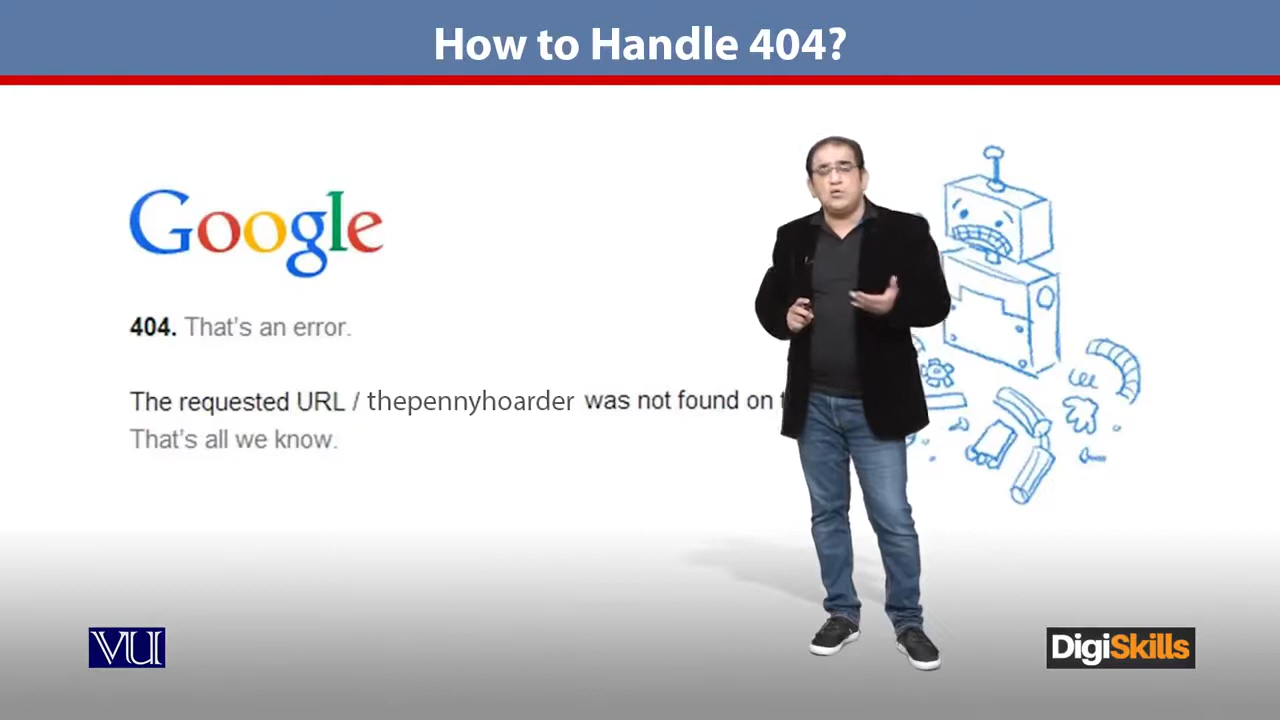 How to Handle 404?
Google
404. That's an error.
The requested URL / thepennyhoarder was not found on
That's all we know.
VU
DigiSkills